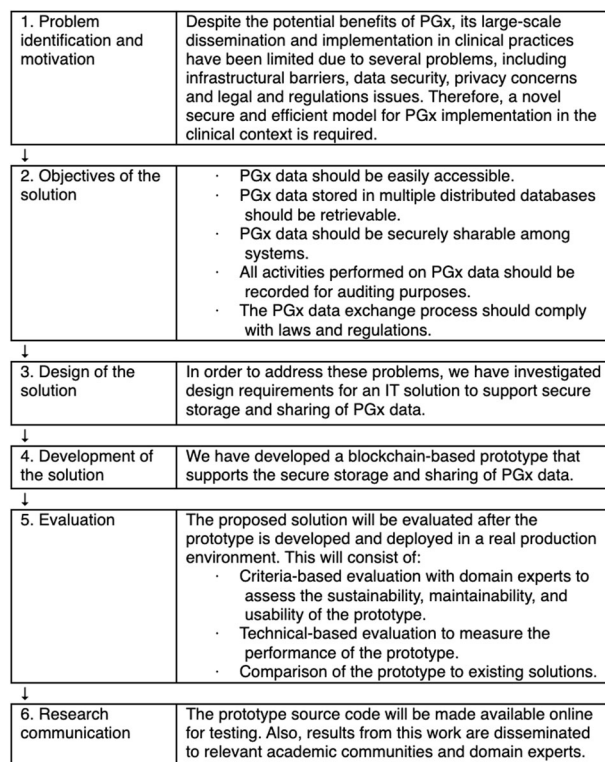 1. Problem
identification and
motivation
Despite the potential benefits of PGx, its large-scale
dissemination and implementation in clinical practices
have been limited due to several problems, including
infrastructural barriers, data security, privacy concerns
and legal and regulations issues. Therefore, a novel
secure and efficient model for PGx implementation in the
clinical context is required.
↓
2. Objectives of the
solution
· PGx data should be easily accessible.
· PGx data stored in multiple distributed databases
should be retrievable.
· PGx data should be securely sharable among
systems.
· All activities performed on PGx data should be
recorded for auditing purposes.
· The PGx data exchange process should comply
with laws and regulations.
↓
3. Design of the
solution
In order to address these problems, we have investigated
design requirements for an IT solution to support secure
storage and sharing of PGx data.
↓
4. Development of
the solution
We have developed a blockchain-based prototype that
supports the secure storage and sharing of PGx data.
↓
5. Evaluation
The proposed solution will be evaluated after the
prototype is developed and deployed in a real production
environment. This will consist of:
· Criteria-based evaluation with domain experts to
assess the sustainability, maintainability, and
usability of the prototype.
· Technical-based evaluation to measure the
performance of the prototype.
· Comparison of the prototype to existing solutions.
↓
6. Research
communication
The prototype source code will be made available online
for testing. Also, results from this work are disseminated
to relevant academic communities and domain experts.